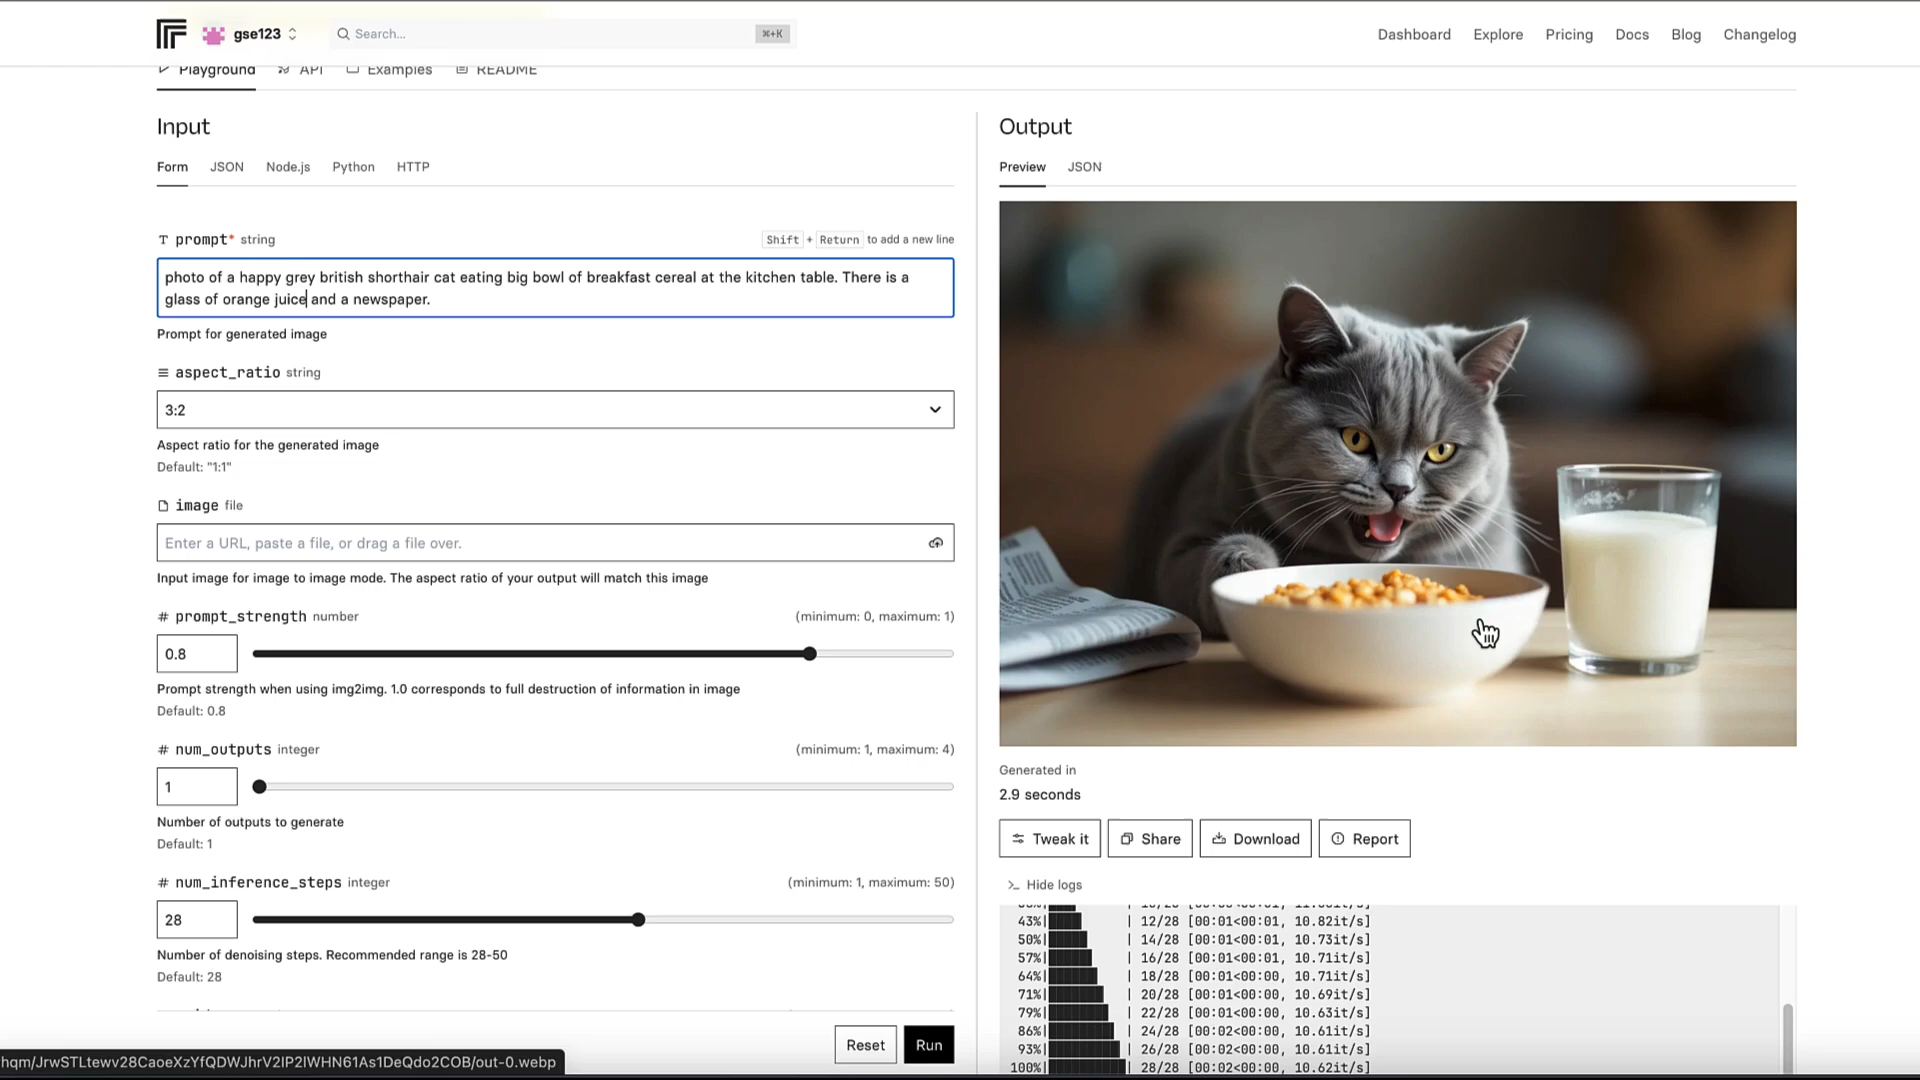 gse123
Search...
⌘+K
Dashboard
Explore
Pricing
Docs
Blog
Changelog
Playground
API
Examples
README
Input
Form
JSON
Node.js
Python
HTTP
prompt* string
Shift + Return to add a new line
photo of a happy grey british shorthair cat eating big bowl of breakfast cereal at the kitchen table. There is a
glass of orange juice and a newspaper.
Prompt for generated image
aspect_ratio string
3:2
Aspect ratio for the generated image
Default: "1:1"
image file
Enter a URL, paste a file, or drag a file over.
Input image for image to image mode. The aspect ratio of your output will match this image
# prompt_strength number
(minimum: 0, maximum: 1)
0.8
Prompt strength when using img2img. 1.0 corresponds to full destruction of information in image
Default: 0.8
# num_outputs integer
(minimum: 1, maximum: 4)
1
Number of outputs to generate
Default: 1
# num_inference_steps integer
(minimum: 1, maximum: 50)
28
Number of denoising steps. Recommended range is 28-50
Default: 28
Reset
Run
hqm/JrwSTLtewv28CaoeXzYfQDWJhrV2IP2IWHN61As1DeQdo2COB/out-0.webp
Output
Preview
JSON
Generated in
2.9 seconds
Tweak it
Share
Download
Report
Hide logs
43%| | 12/28 [00:01<00:01, 10.82it/s]
50%| | 14/28 [00:01<00:01, 10.73it/s]
57%| | 16/28 [00:01<00:01, 10.71it/s]
64%| | 18/28 [00:01<00:00, 10.71it/s]
71%| | 20/28 [00:01<00:00, 10.69it/s]
79%| | 22/28 [00:01<00:00, 10.63it/s]
86%| | 24/28 [00:02<00:00, 10.61it/s]
93%| | 26/28 [00:02<00:00, 10.61it/s]
100%| | 28/28 [00:02<00:00, 10.62it/s]